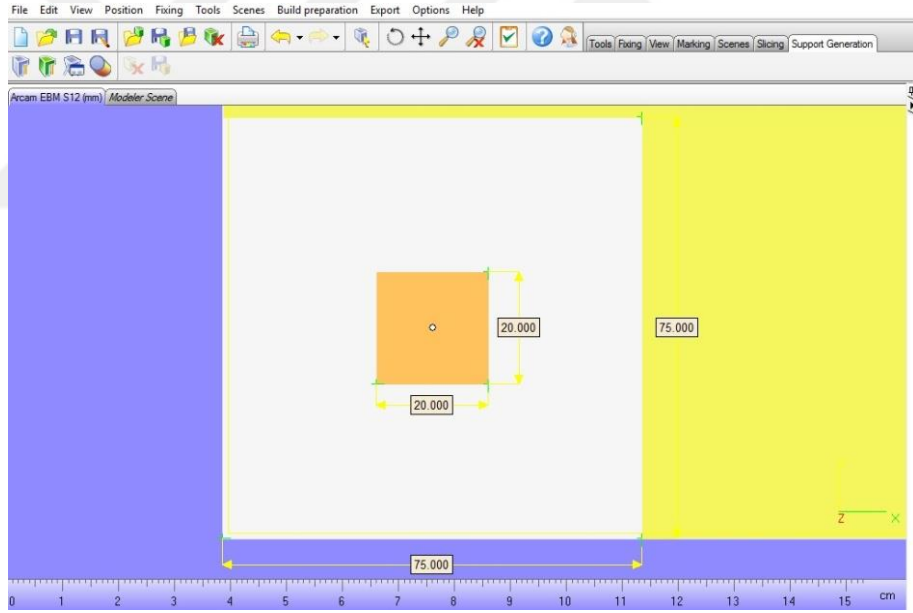 File Edit View Position Fixing Tools Scenes Build preparation Export Options Help
Tools Fixing View Marking Scenes Slicing Support Generation
Arcam EBM S12 (mm) Modeler Scene
20.000
75.000
20.000
Z X
75.000
0 1 2 3 4 5 6 7 8 9 10 11 12 13 14 15 cm